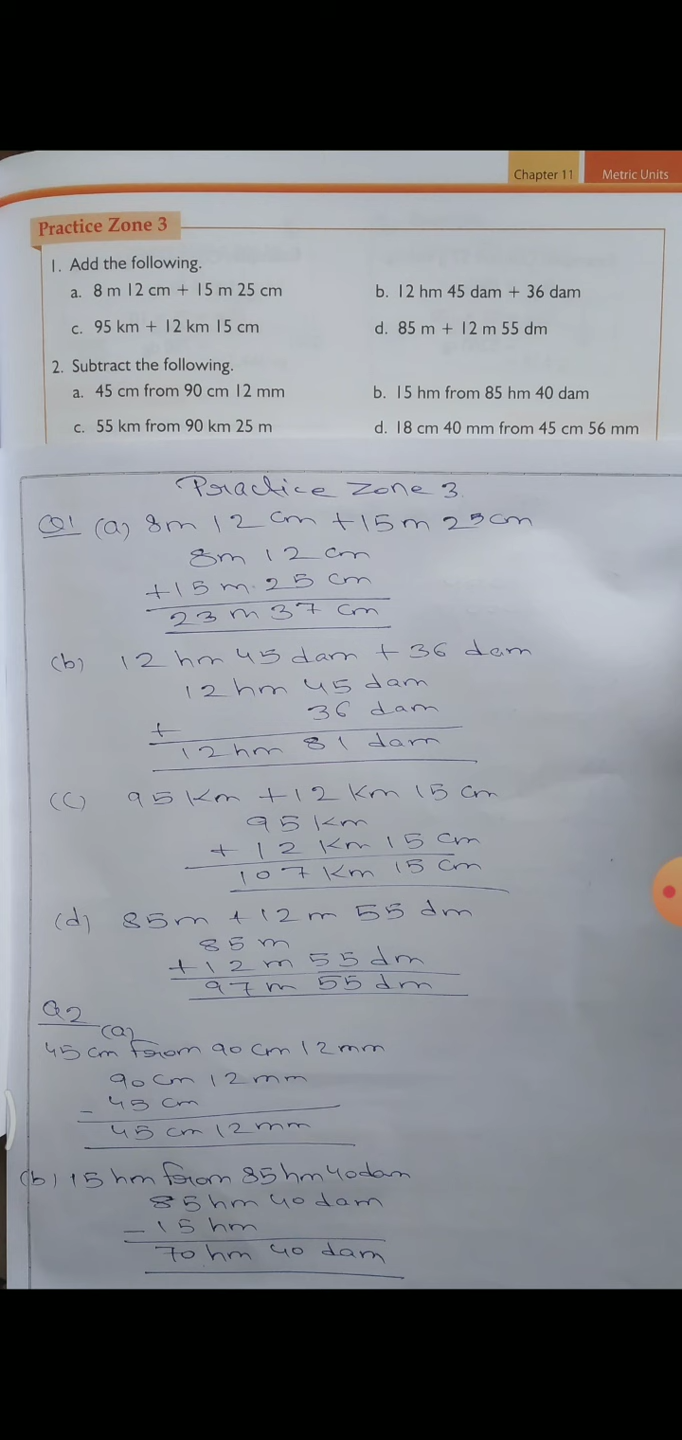 Chapter 11 Metric Units
Practice Zone 3
1. Add the following.
a. 8 m 12 cm + 15 m 25 cm b. 12 hm 45 dam + 36 dam
c. 95 km + 12 km 15 cm d. 85 m + 12 m 55 dm
2. Subtract the following.
a. 45 cm from 90 cm 12 mm b. 15 hm from 85 hm 40 dam
c. 55 km from 90 km 25 m d. 18 cm 40 mm from 45 cm 56 mm
Practice Zone 3
Q1 (a) 8m 12 cm + 15 m 25 cm
8m 12 cm
+15 m 25 cm
23 m 37 cm
(b) 12 hm 45 dam + 36 dam
12 hm 45 dam
36 dam
+
12 hm 81 dam
(c) 95 Km + 12 Km 15 cm
95 Km
+ 12 Km 15 cm
107 Km 15 cm
(d) 85m + 12 m 55 dm
85 m
+12 m 55 dm
97m 55 dm
Q2
(a)
45 cm from 90 cm 12 mm
90 cm 12 mm
- 45 cm
45 cm 12 mm
(b) 15 hm from 85 hm 40 dam
85 hm 40 dam
- 15 hm
70 hm 40 dam